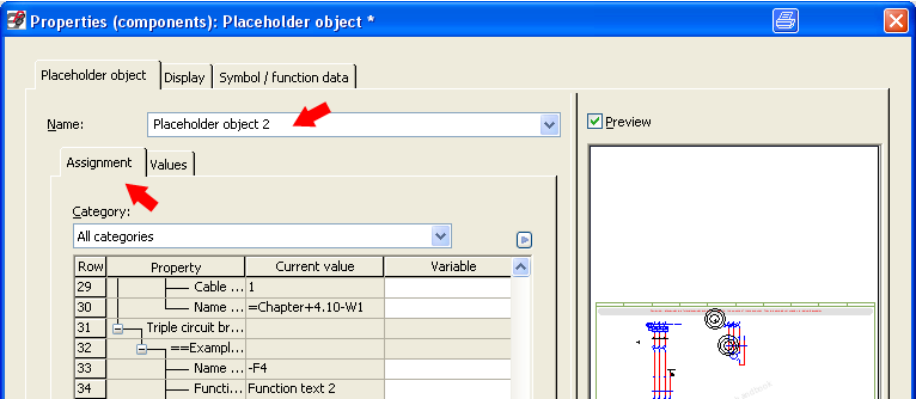 Properties (components): Placeholder object *
Placeholder object Display Symbol / function data
Name: Placeholder object 2
Preview
Assignment Values
Category:
All categories
Row Property Current value Variable
29 Cable ... 1
30 Name ... =Chapter+4.10-W1
31 Triple circuit br...
32 ==Exampl...
33 Name ... -F4
34 Functi... Function text 2